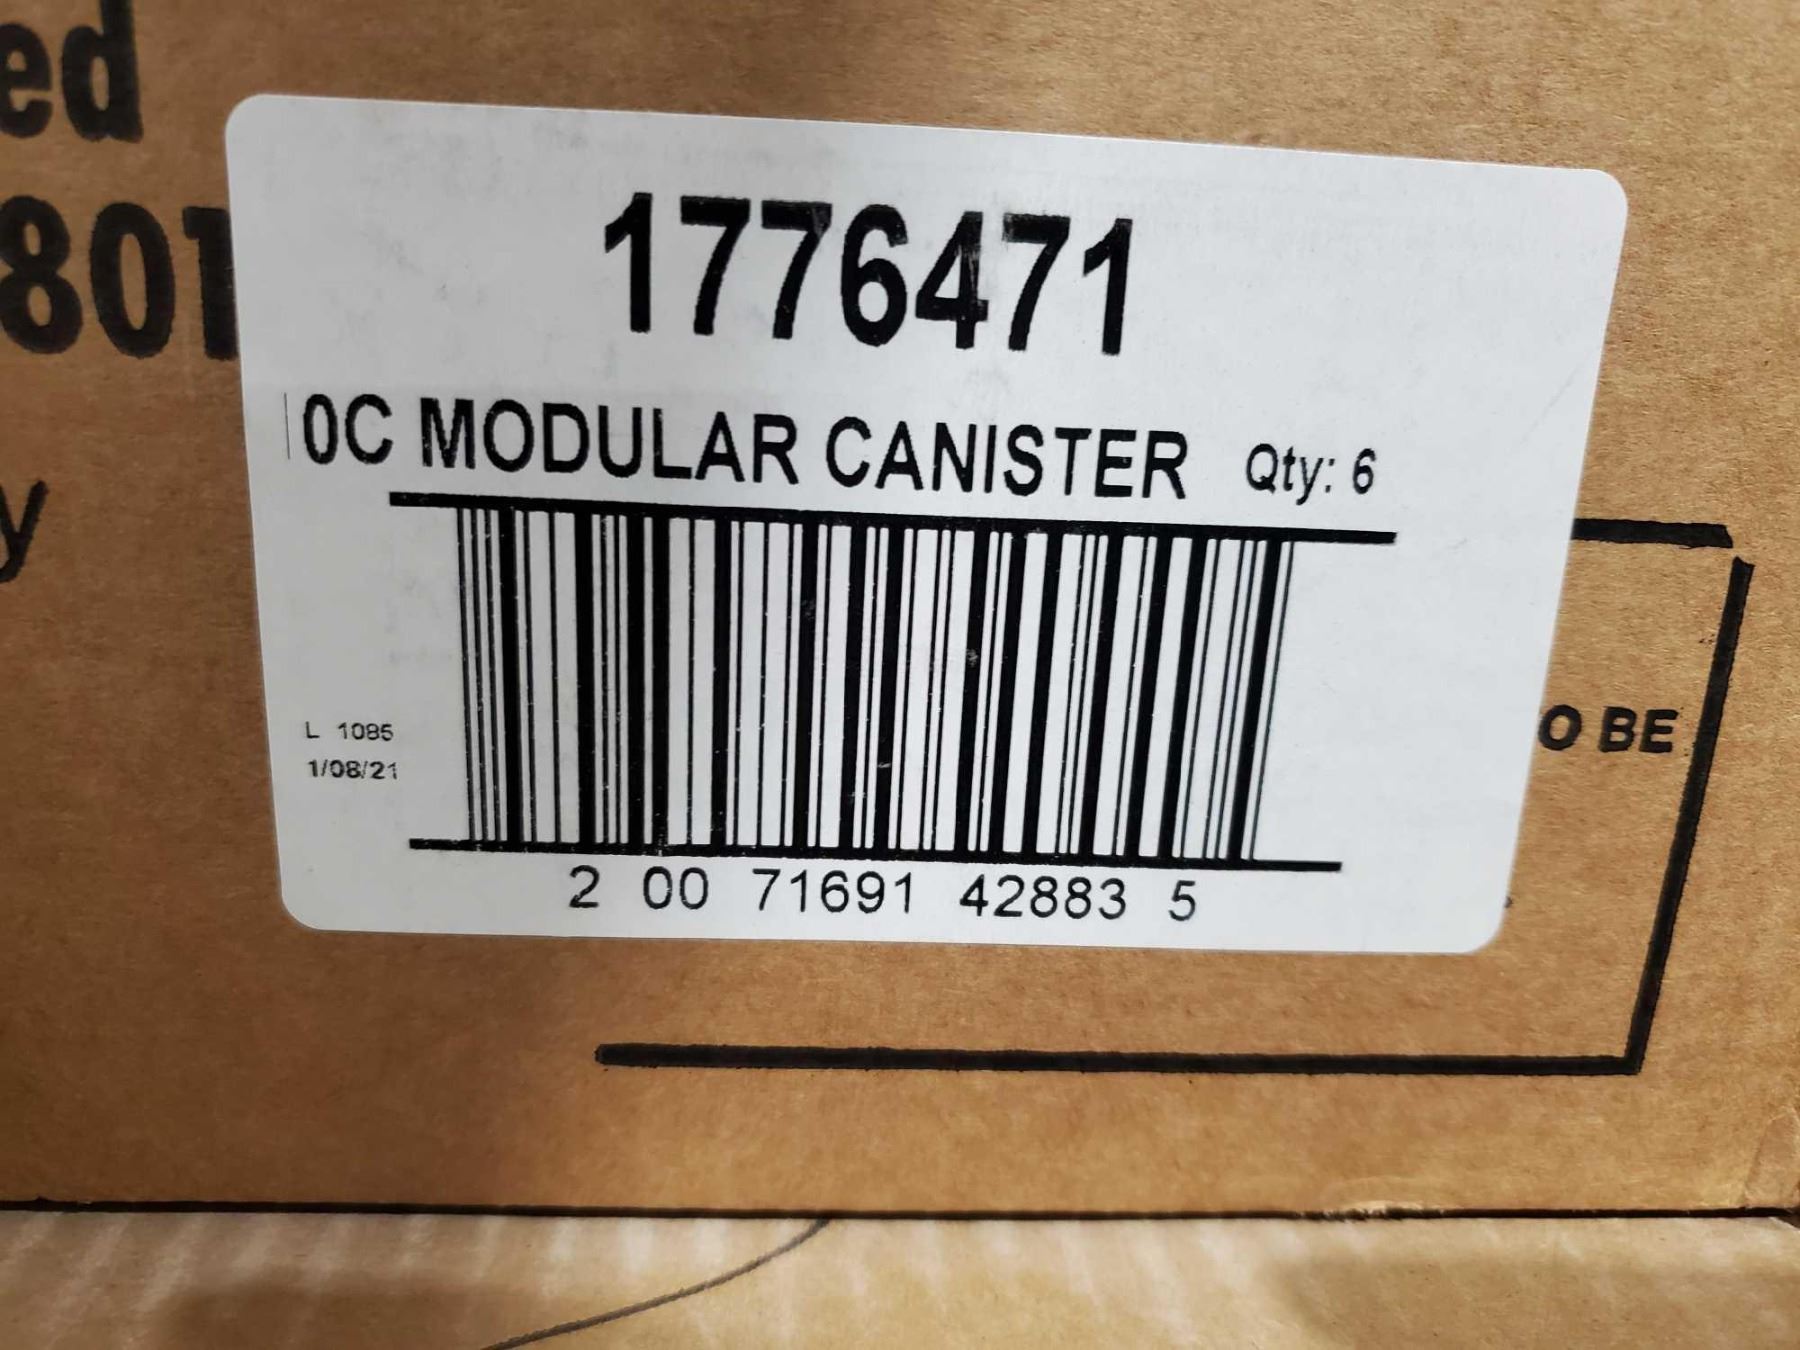 ed
801
y
1776471
0C MODULAR CANISTER Qty: 6
L 1085
1/08/21
O BE
2 00 71691 42883 5